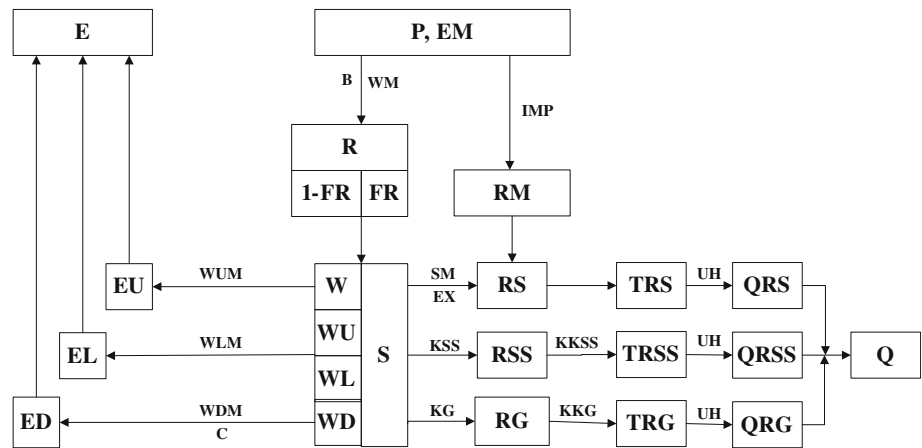 E
P, EM
B
WM
IMP
R
1-FR
FR
RM
EU
WUM
W
SM
EX
RS
TRS
UH
QRS
WU
EL
WLM
S
KSS
RSS
KKSS
TRSS
UH
QRSS
Q
WL
ED
WDM
C
WD
KG
RG
KKG
TRG
UH
QRG